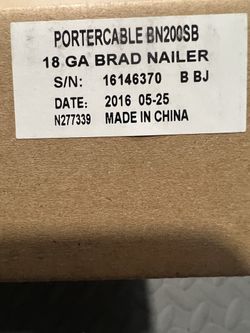 PORTERCABLE BN200SB
18 GA BRAD NAILER
S/N: 16146370 B BJ
DATE: 2016 05-25
N277339 MADE IN CHINA